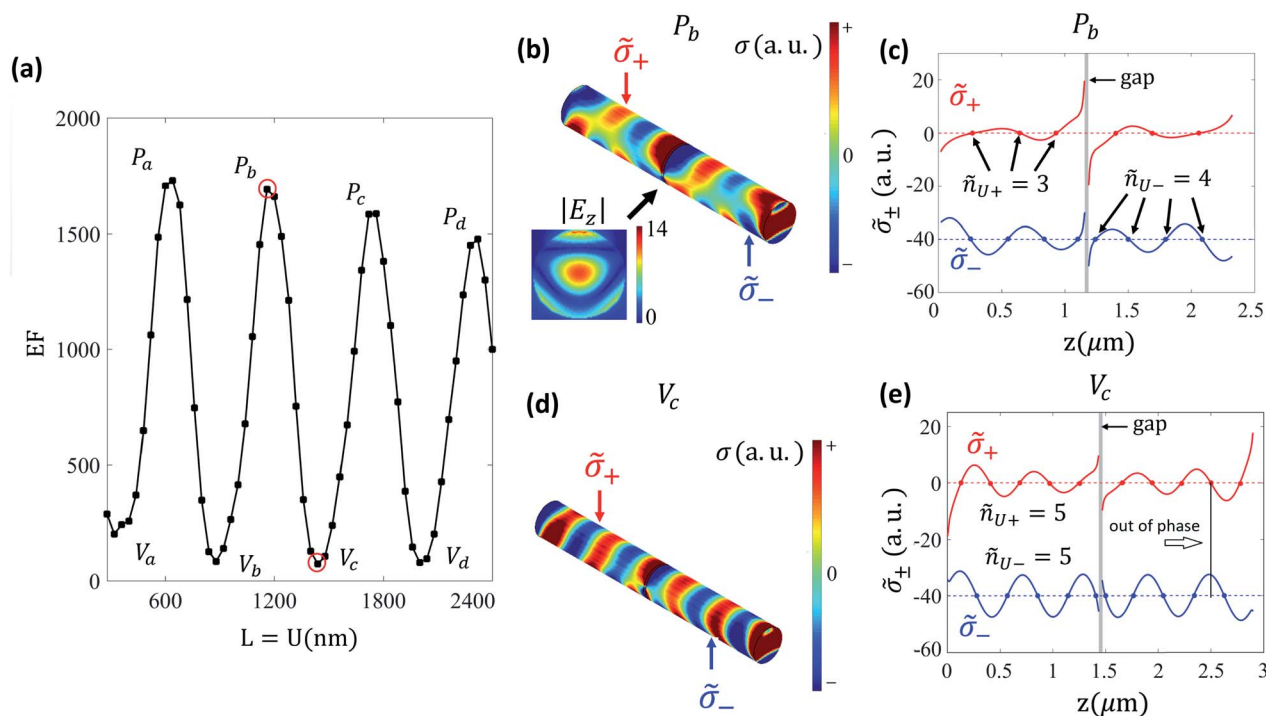 (a)
2000
1500
1000
500
0
EF
P_a
P_b
P_c
P_d
V_a
V_b
V_c
V_d
600
1200
1800
2400
L = U(nm)
(b)
P_b
σ(a. u.)
+
0
−
σ̃₊
|E_z|
14
0
σ̃₋
(c)
P_b
gap
20
0
-20
-40
-60
σ̃± (a. u.)
σ̃₊
ñ_U+ = 3
ñ_U− = 4
σ̃₋
0
0.5
1
1.5
2
2.5
z(μm)
(d)
V_c
σ(a. u.)
+
0
−
σ̃₊
σ̃₋
(e)
V_c
gap
20
0
-20
-40
-60
σ̃± (a. u.)
σ̃₊
ñ_U+ = 5
out of phase
ñ_U− = 5
σ̃₋
0
0.5
1
1.5
2
2.5
3
z(μm)